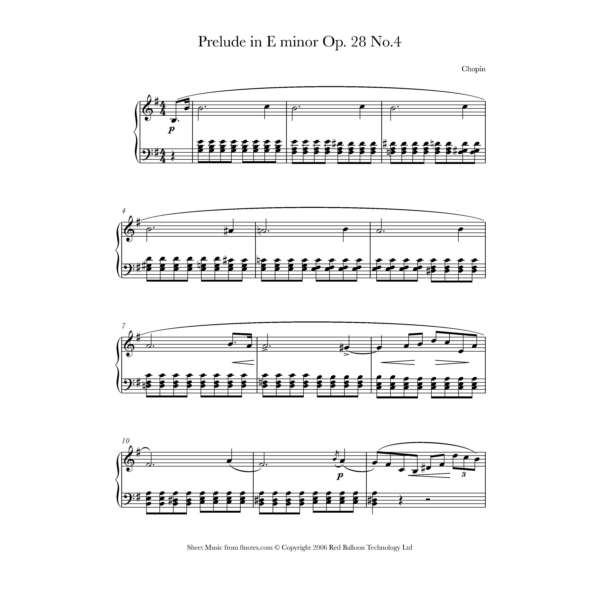 Prelude in E minor Op. 28 No.4
Chopin
p
4
7
10
p
3
Sheet Music from 8notes.com © Copyright 2006 Red Balloon Technology Ltd